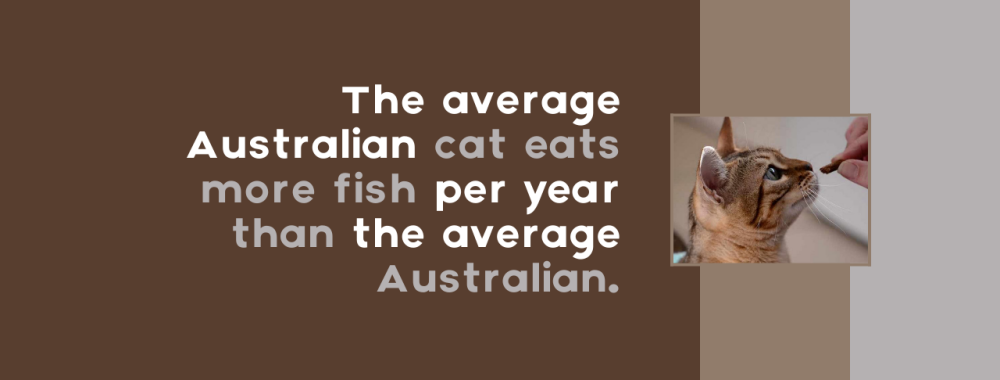 The average
Australian cat eats
more fish per year
than the average
Australian.